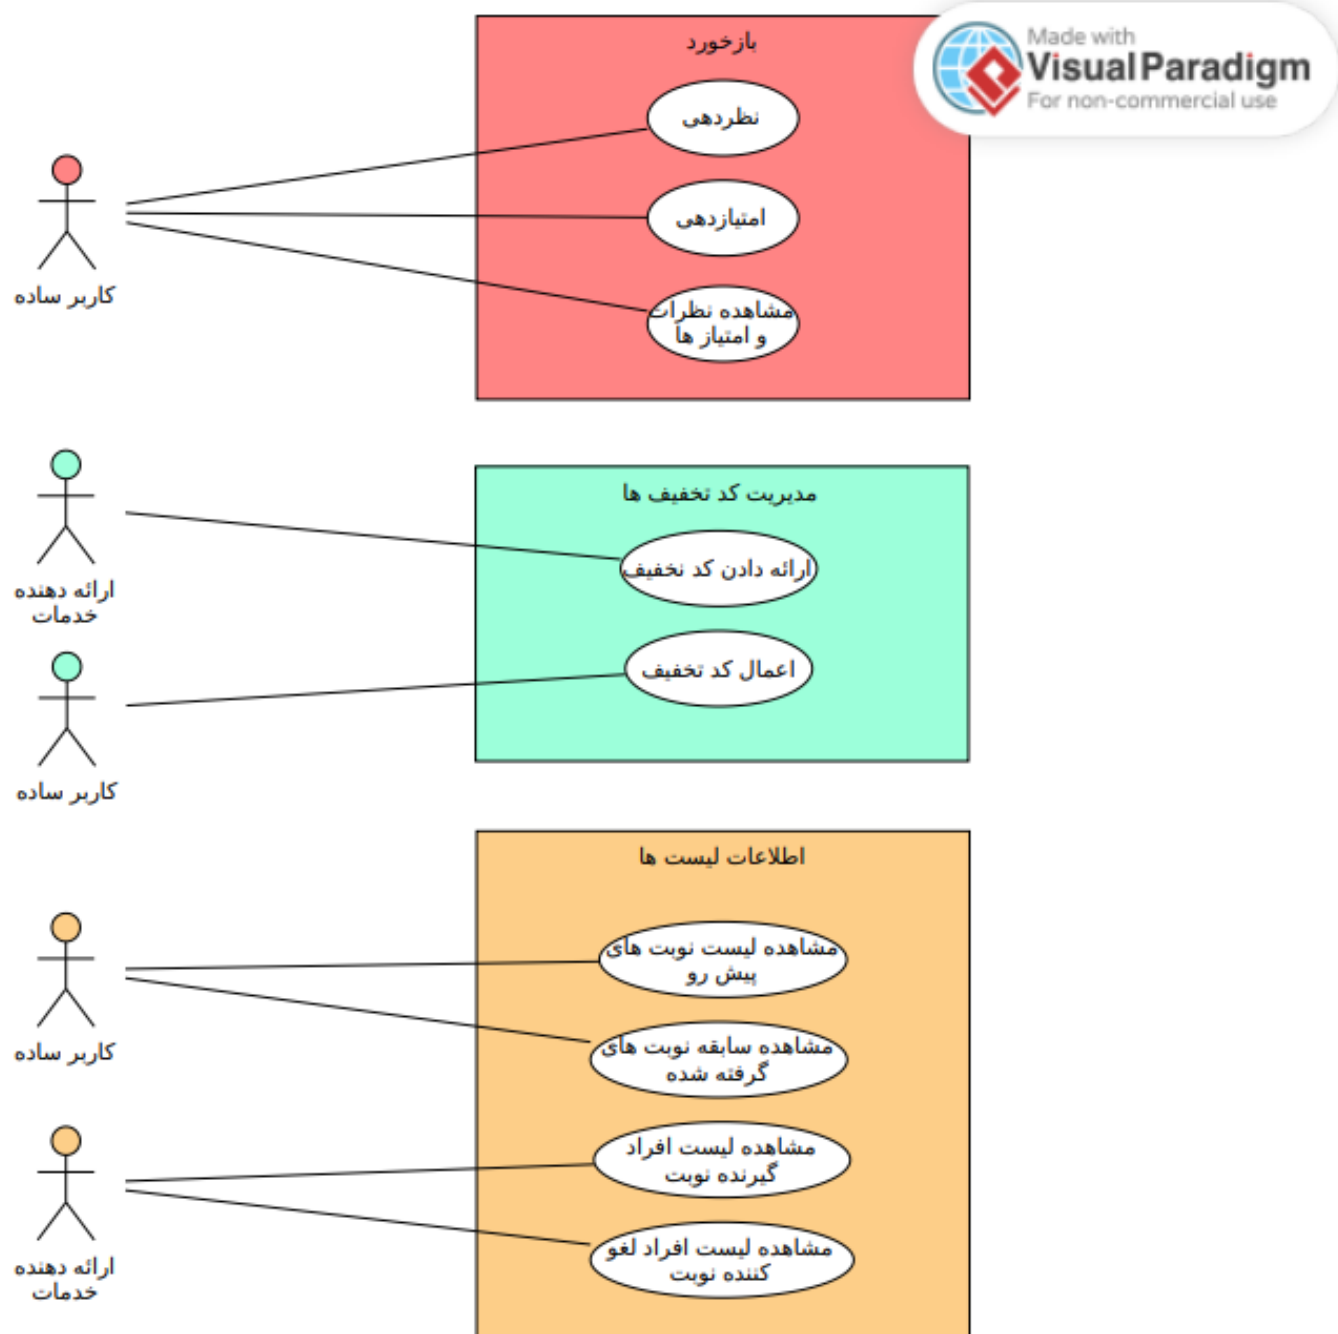 Made with
Visual Paradigm
For non-commercial use
بازخورد
نظردهی
امتیازدهی
مشاهده نظرات
و امتیاز ها
کاربر ساده
مدیریت کد تخفیف ها
ارائه دادن کد نخفیف
اعمال کد تخفیف
ارائه دهنده
خدمات
کاربر ساده
اطلاعات لیست ها
مشاهده لیست نوبت های
پیش رو
مشاهده سابقه نوبت های
گرفته شده
مشاهده لیست افراد
گیرنده نوبت
مشاهده لیست افراد لغو
کننده نوبت
کاربر ساده
ارائه دهنده
خدمات